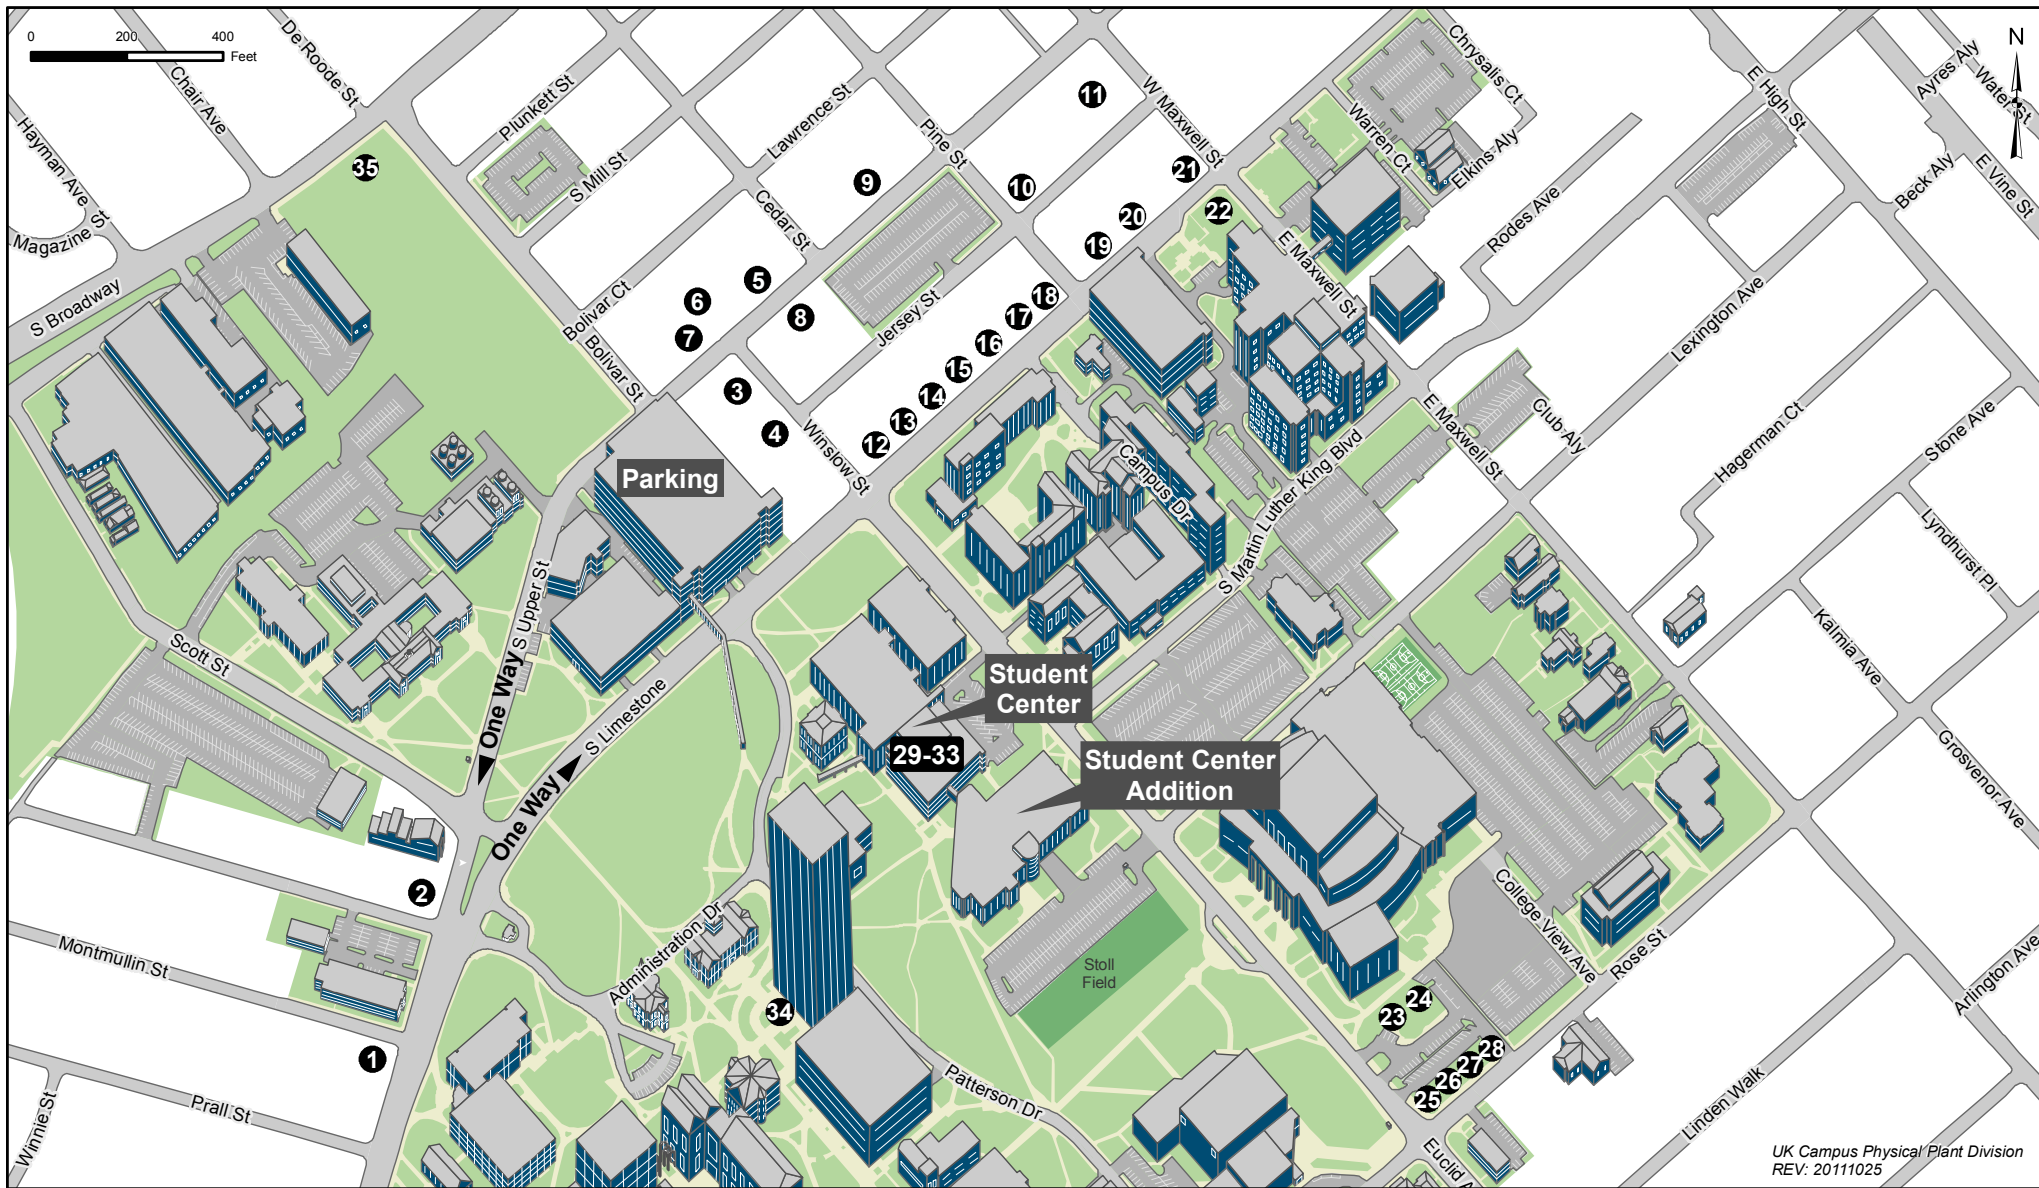 0 200 400
Feet
N
De Roode St
Chair Ave
Hayman Ave
St
Magazine
S Broadway
Plunkett St
S Mill St
Lawrence St
Pine St
Cedar St
Bolivar Ct
Bolivar St
Jersey St
Winslow St
W Maxwell St
Chrysalis Ct
Warren Ct
Elkins Aly
E High St
Ayres Aly
Water St
E Vine St
Beck Aly
Rodes Ave
E Maxwell St
Lexington Ave
Club Aly
E Maxwell St
Hagerman Ct
Stone Ave
Lyndhurst Pl
Kalmia Ave
Grosvenor Ave
Arlington Ave
Campus Dr
S Martin Luther King Blvd
35
11
9
10
21
22
20
19
5
6
7
8
18
17
16
15
14
13
12
3
4
Parking
S Upper St
One Way
S Limestone
One Way
Scott St
Student
Center
29-33
Student Center
Addition
2
Montmullin St
1
Prall St
Winnie St
Administration Dr
34
Stoll
Field
Patterson Dr
College View Ave
Rose St
24
23
28
27
26
25
Linden Walk
Euclid A
UK Campus Physical Plant Division
REV: 20111025